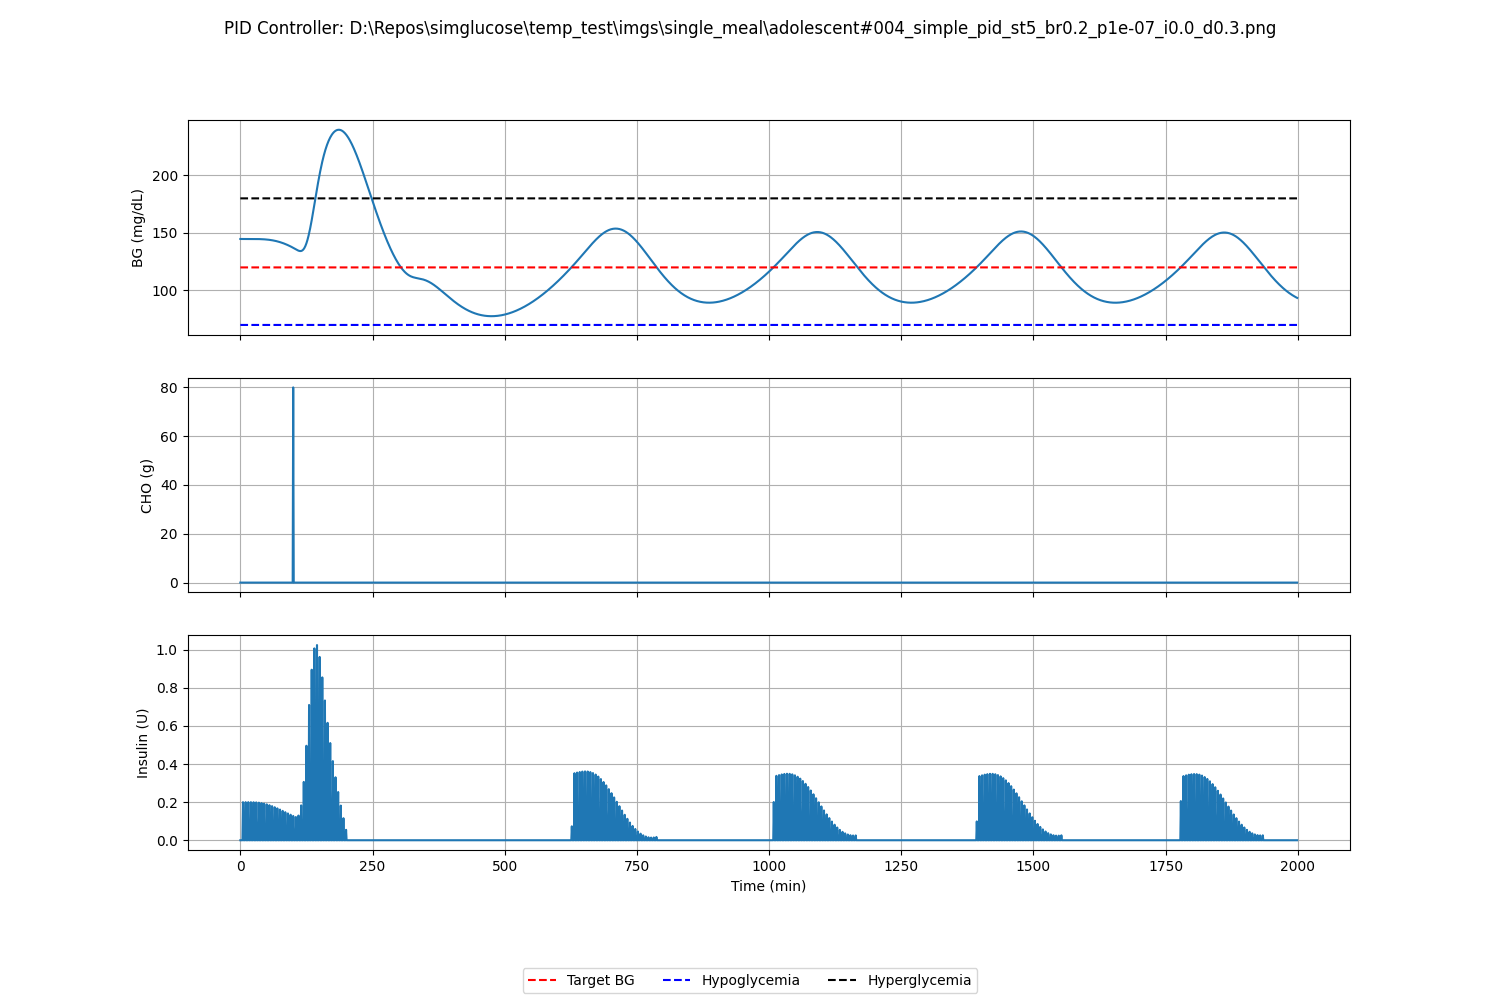 PID Controller: D:\Repos\simglucose\temp_test\imgs\single_meal\adolescent#004_simple_pid_st5_br0.2_p1e-07_i0.0_d0.3.png
BG (mg/dL)
200
150
100
CHO (g)
80
60
40
20
0
Insulin (U)
1.0
0.8
0.6
0.4
0.2
0.0
0 250 500 750 1000 1250 1500 1750 2000
Time (min)
Target BG Hypoglycemia Hyperglycemia